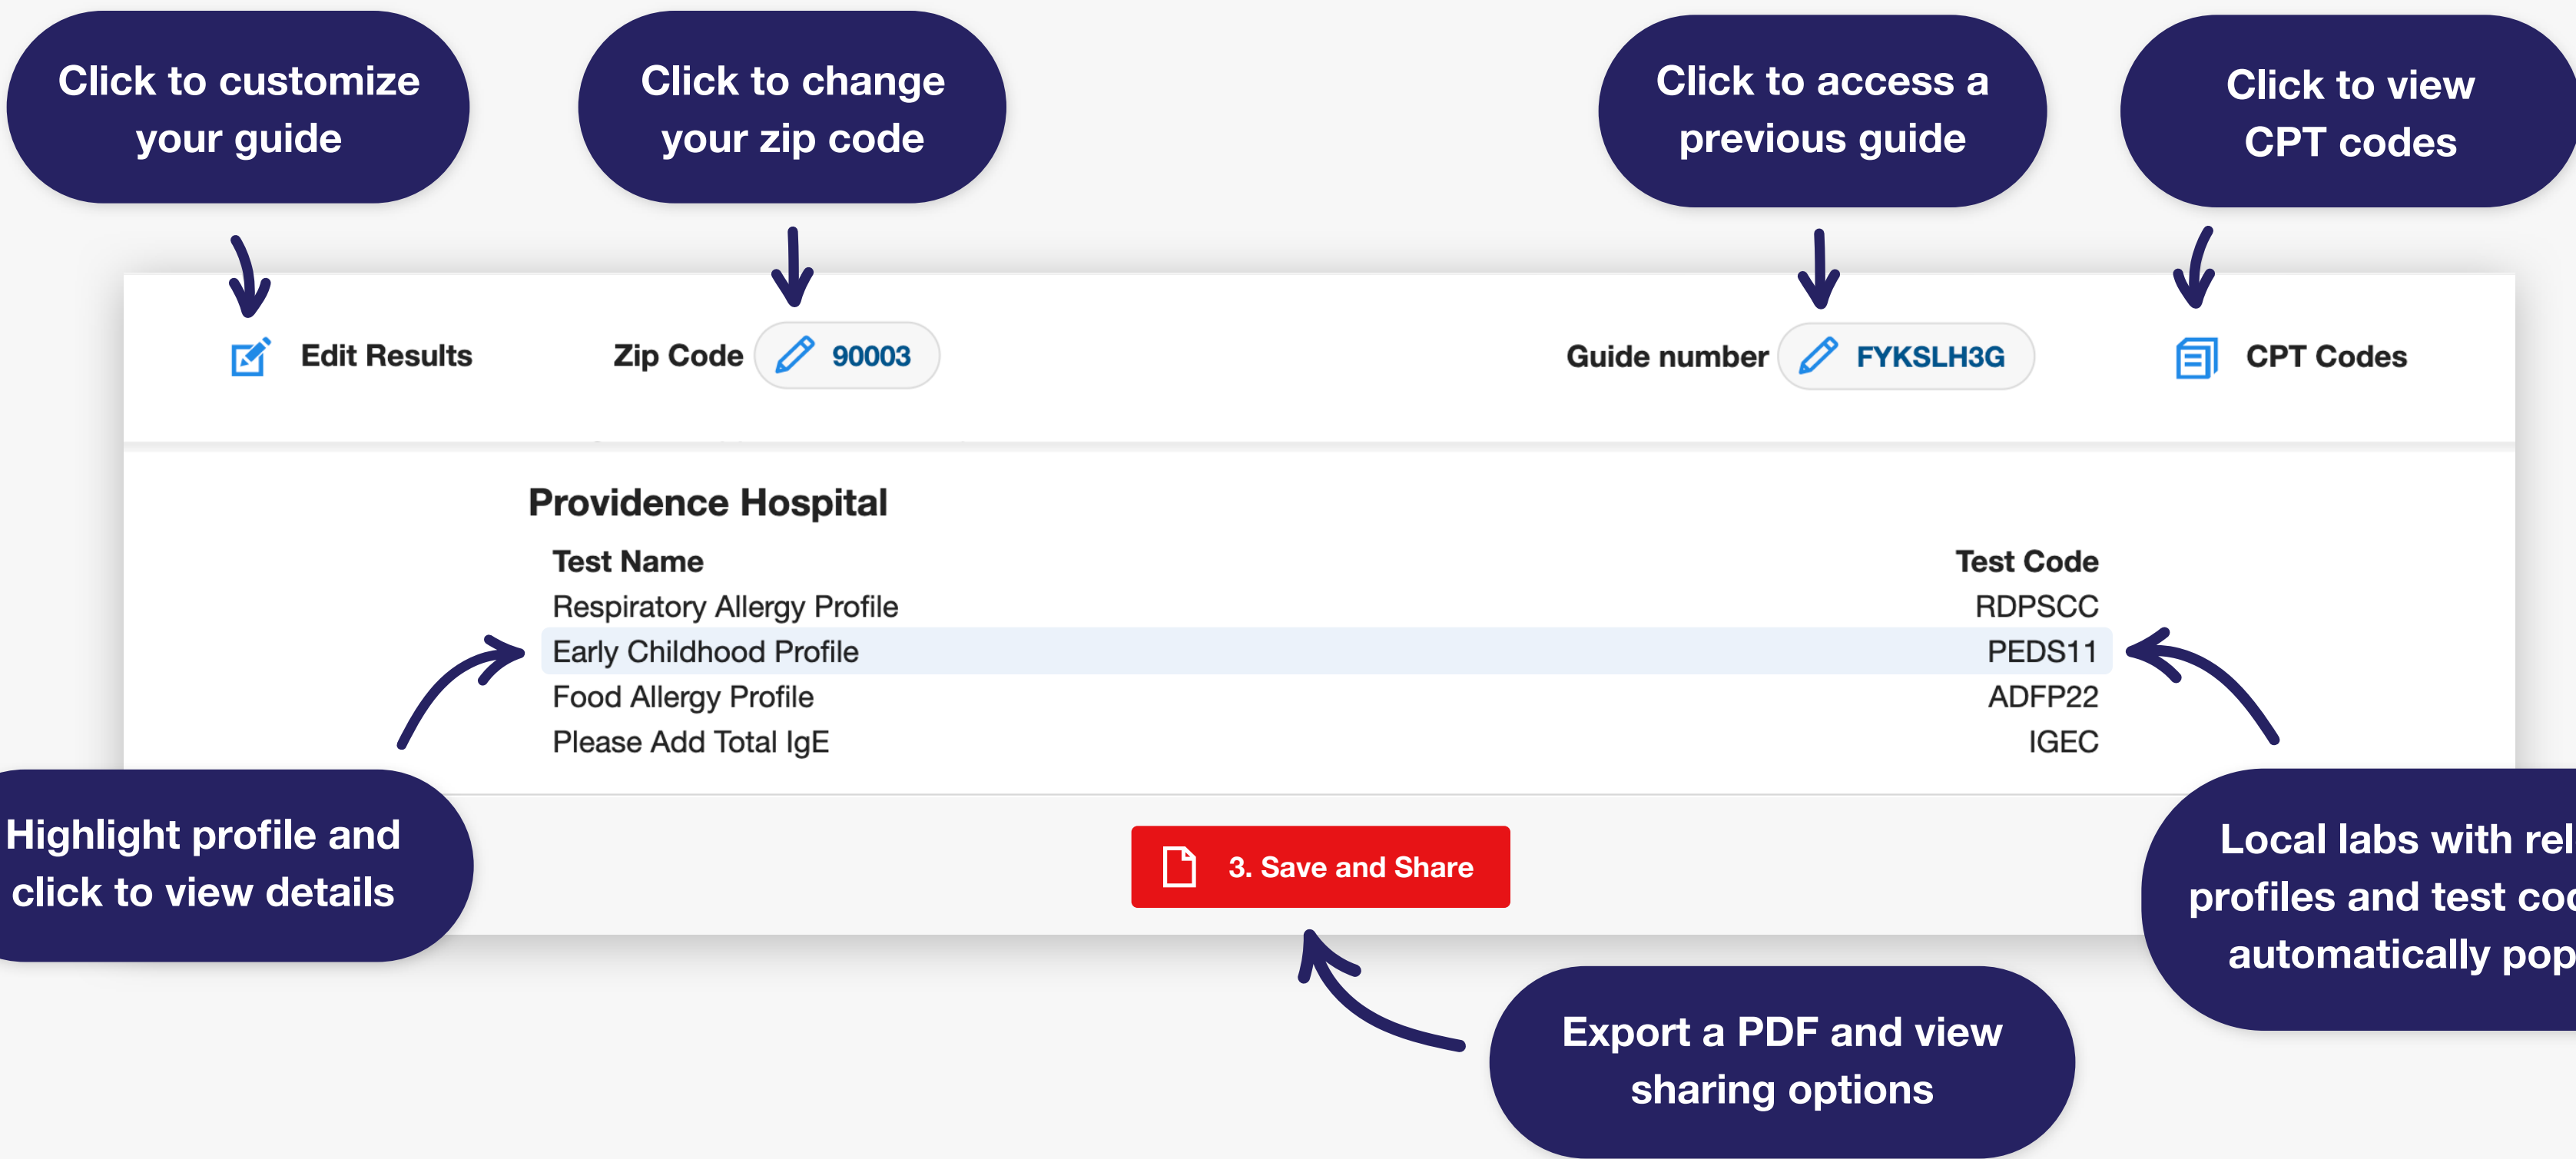 Click to customize
your guide
Click to change
your zip code
Click to access a
previous guide
Click to view
CPT codes
Edit Results
Zip Code 90003
Guide number FYKSLH3G
CPT Codes
Providence Hospital
Test Name Test Code
Respiratory Allergy Profile RDPSCC
Early Childhood Profile PEDS11
Food Allergy Profile ADFP22
Please Add Total IgE IGEC
Highlight profile and
click to view details
3. Save and Share
Local labs with
profiles and test
automatically
Export a PDF and view
sharing options